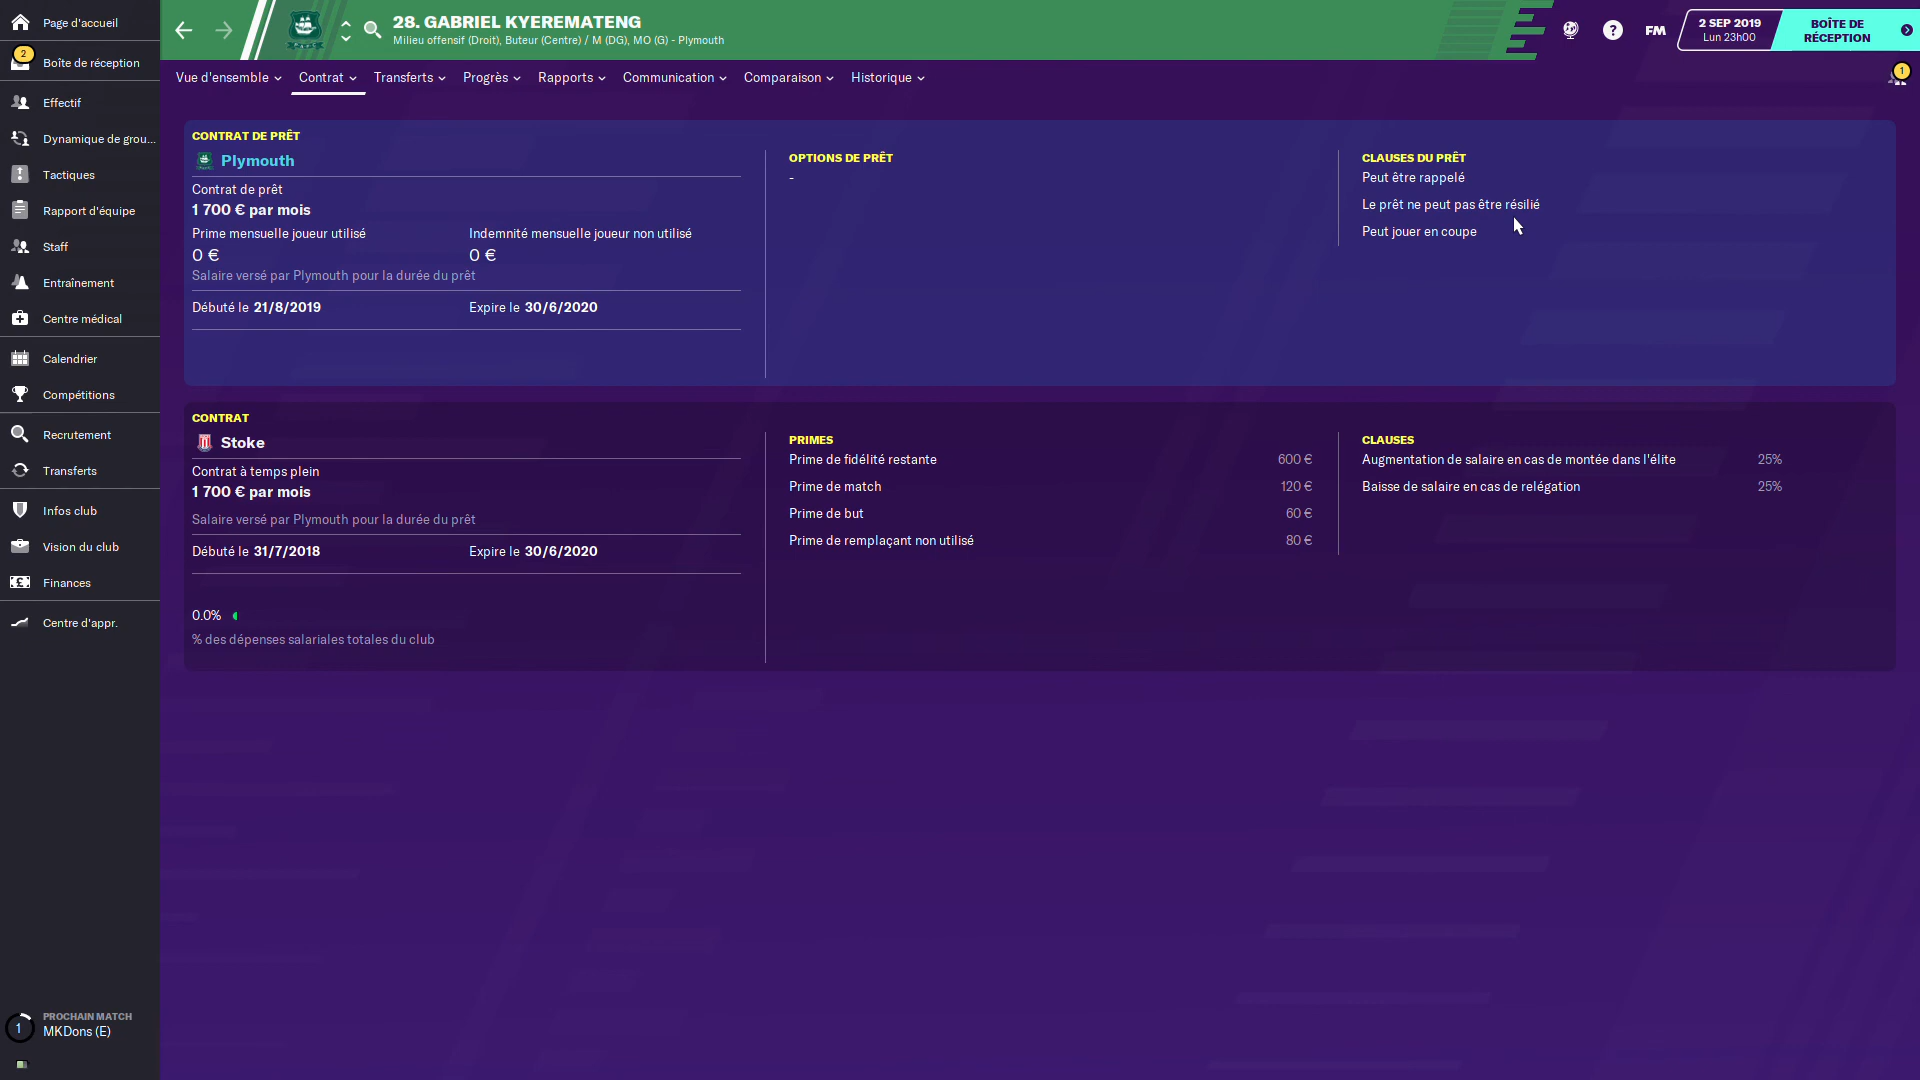 Page d'accueil
2
Boîte de réception
Effectif
Dynamique de grou...
Tactiques
Rapport d'équipe
Staff
Entraînement
Centre médical
Calendrier
Compétitions
Recrutement
Transferts
Infos club
Vision du club
Finances
Centre d'appr.
1
PROCHAIN MATCH
MKDons (E)
28. GABRIEL KYEREMATENG
Milieu offensif (Droit), Buteur (Centre) / M (DG), MO (G) - Plymouth
?
FM
2 SEP 2019
Lun 23h00
BOÎTE DE
RÉCEPTION
Vue d'ensemble
Contrat
Transferts
Progrès
Rapports
Communication
Comparaison
Historique
1
CONTRAT DE PRÊT
Plymouth
Contrat de prêt
1 700 € par mois
Prime mensuelle joueur utilisé
Indemnité mensuelle joueur non utilisé
0 €
0 €
Salaire versé par Plymouth pour la durée du prêt
Débuté le 21/8/2019
Expire le 30/6/2020
OPTIONS DE PRÊT
-
CLAUSES DU PRÊT
Peut être rappelé
Le prêt ne peut pas être résilié
Peut jouer en coupe
CONTRAT
Stoke
Contrat à temps plein
1 700 € par mois
Salaire versé par Plymouth pour la durée du prêt
Débuté le 31/7/2018
Expire le 30/6/2020
0.0%
% des dépenses salariales totales du club
PRIMES
Prime de fidélité restante 600 €
Prime de match 120 €
Prime de but 60 €
Prime de remplaçant non utilisé 80 €
CLAUSES
Augmentation de salaire en cas de montée dans l'élite 25%
Baisse de salaire en cas de relégation 25%